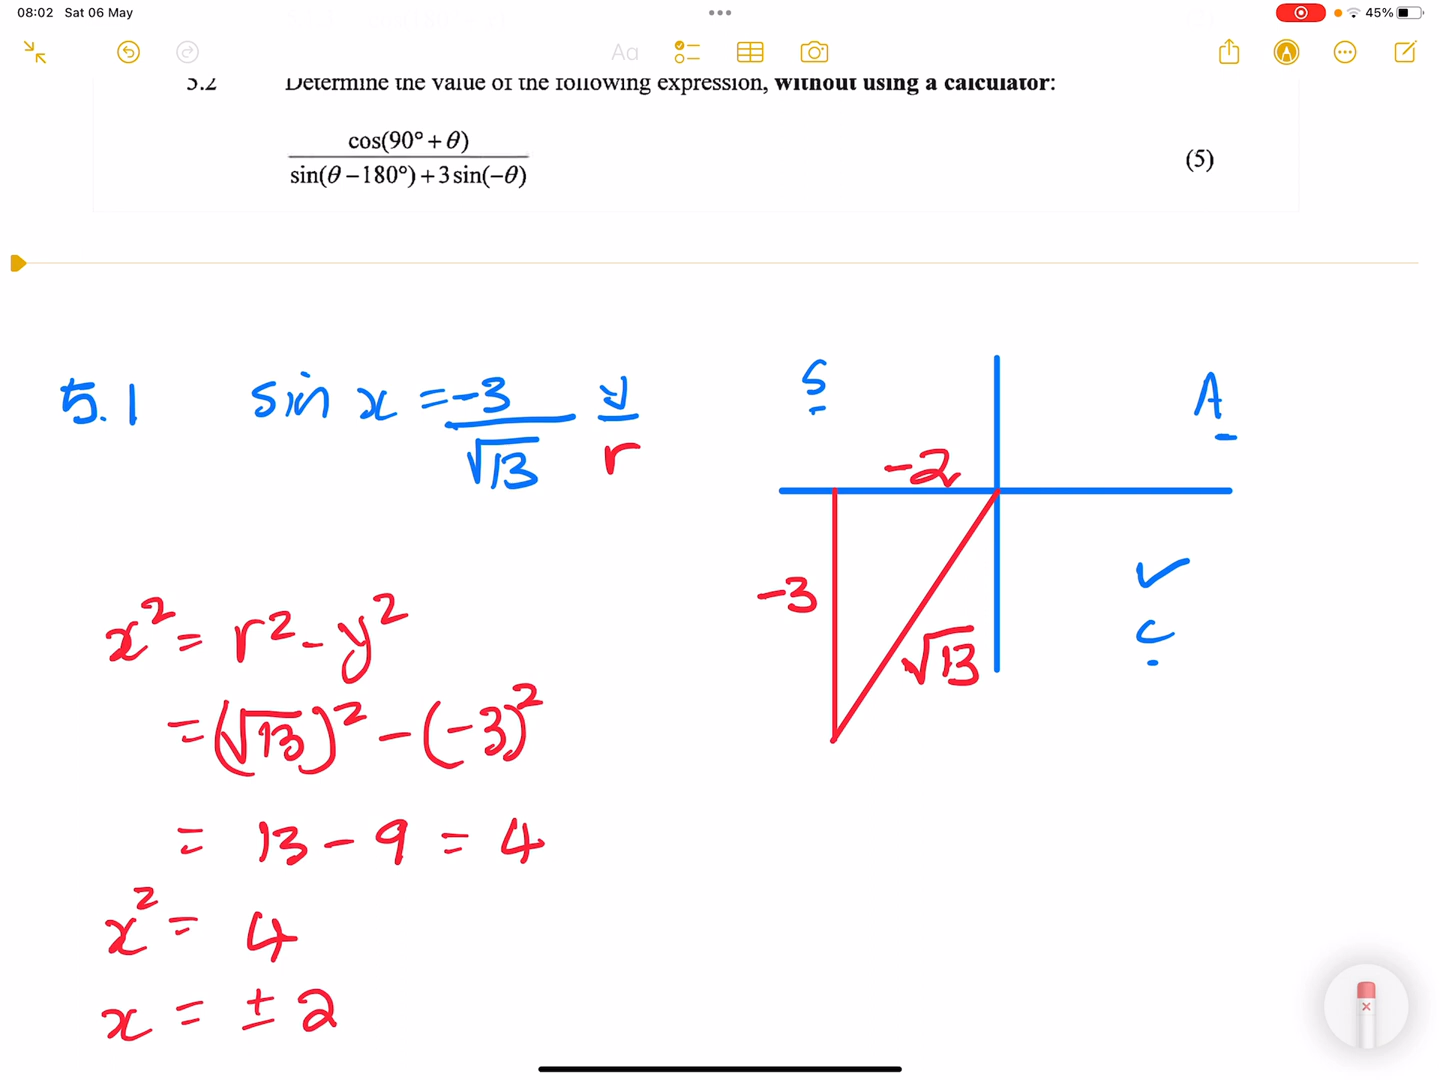 08:02 Sat 06 May 45%
Aa
5.2 Determine the value of the following expression, without using a calculator:
cos(90° + θ)
sin(θ − 180°) + 3 sin(−θ)
(5)
5.1 sin x = -3/√13 y/r
S
A
-2
-3
√13
C
x² = r² - y²
= (√13)² - (-3)²
= 13 - 9 = 4
x² = 4
x = ± 2